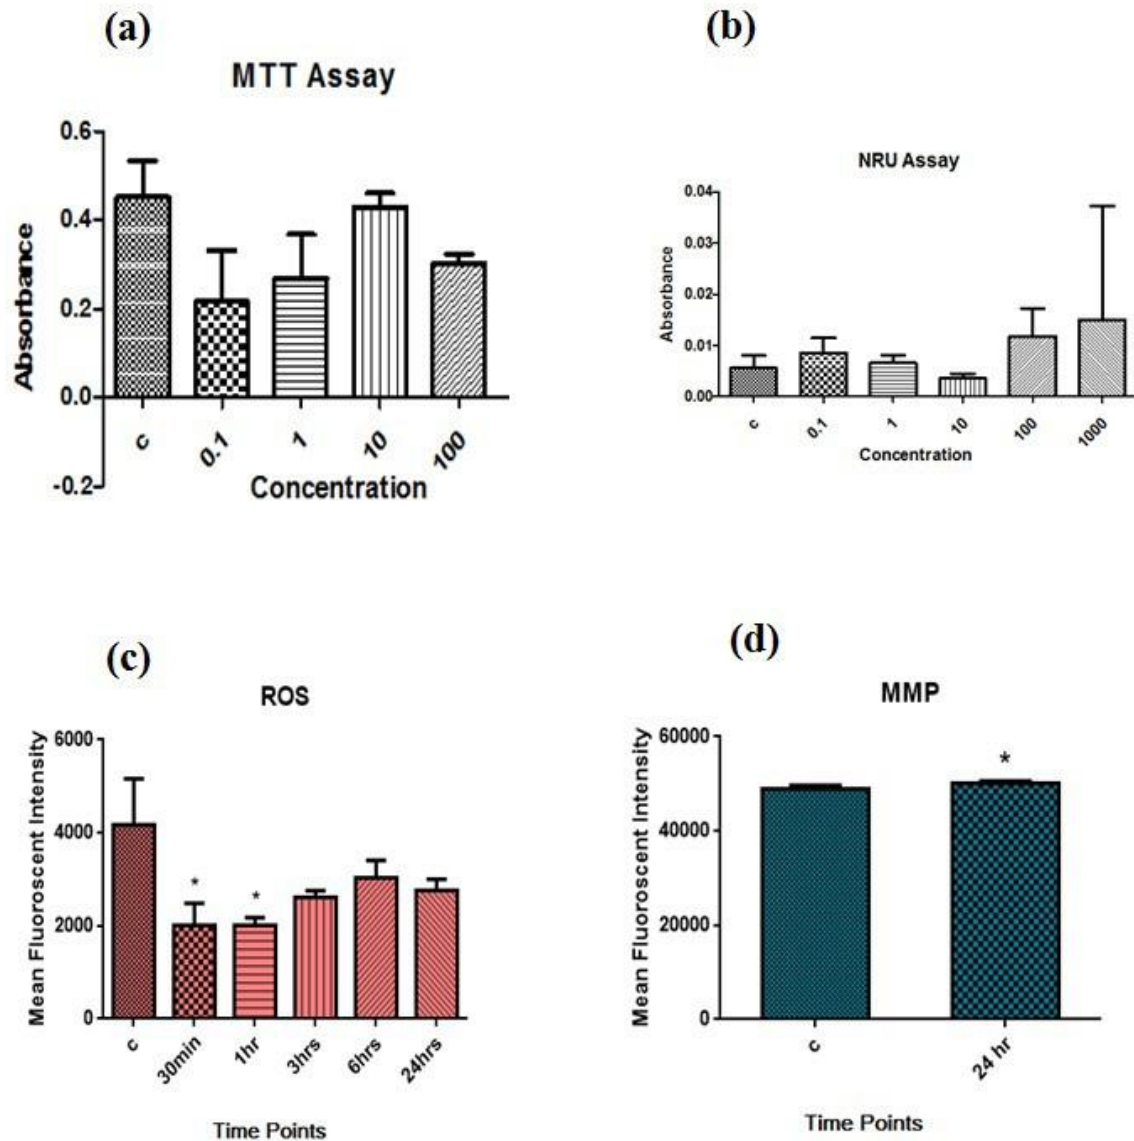 (a)
MTT Assay
Absorbance
0.6
0.4
0.2
0.0
-0.2
c
0.1
1
10
100
Concentration
(b)
NRU Assay
Absorbance
0.04
0.03
0.02
0.01
0.00
c
0.1
1
10
100
1000
Concentration
(c)
ROS
Mean Fluoroscent Intensity
6000
4000
2000
0
*
*
c
30min
1hr
3hrs
6hrs
24hrs
Time Points
(d)
MMP
Mean Fluoroscent Intensity
60000
40000
20000
0
*
c
24 hr
Time Points